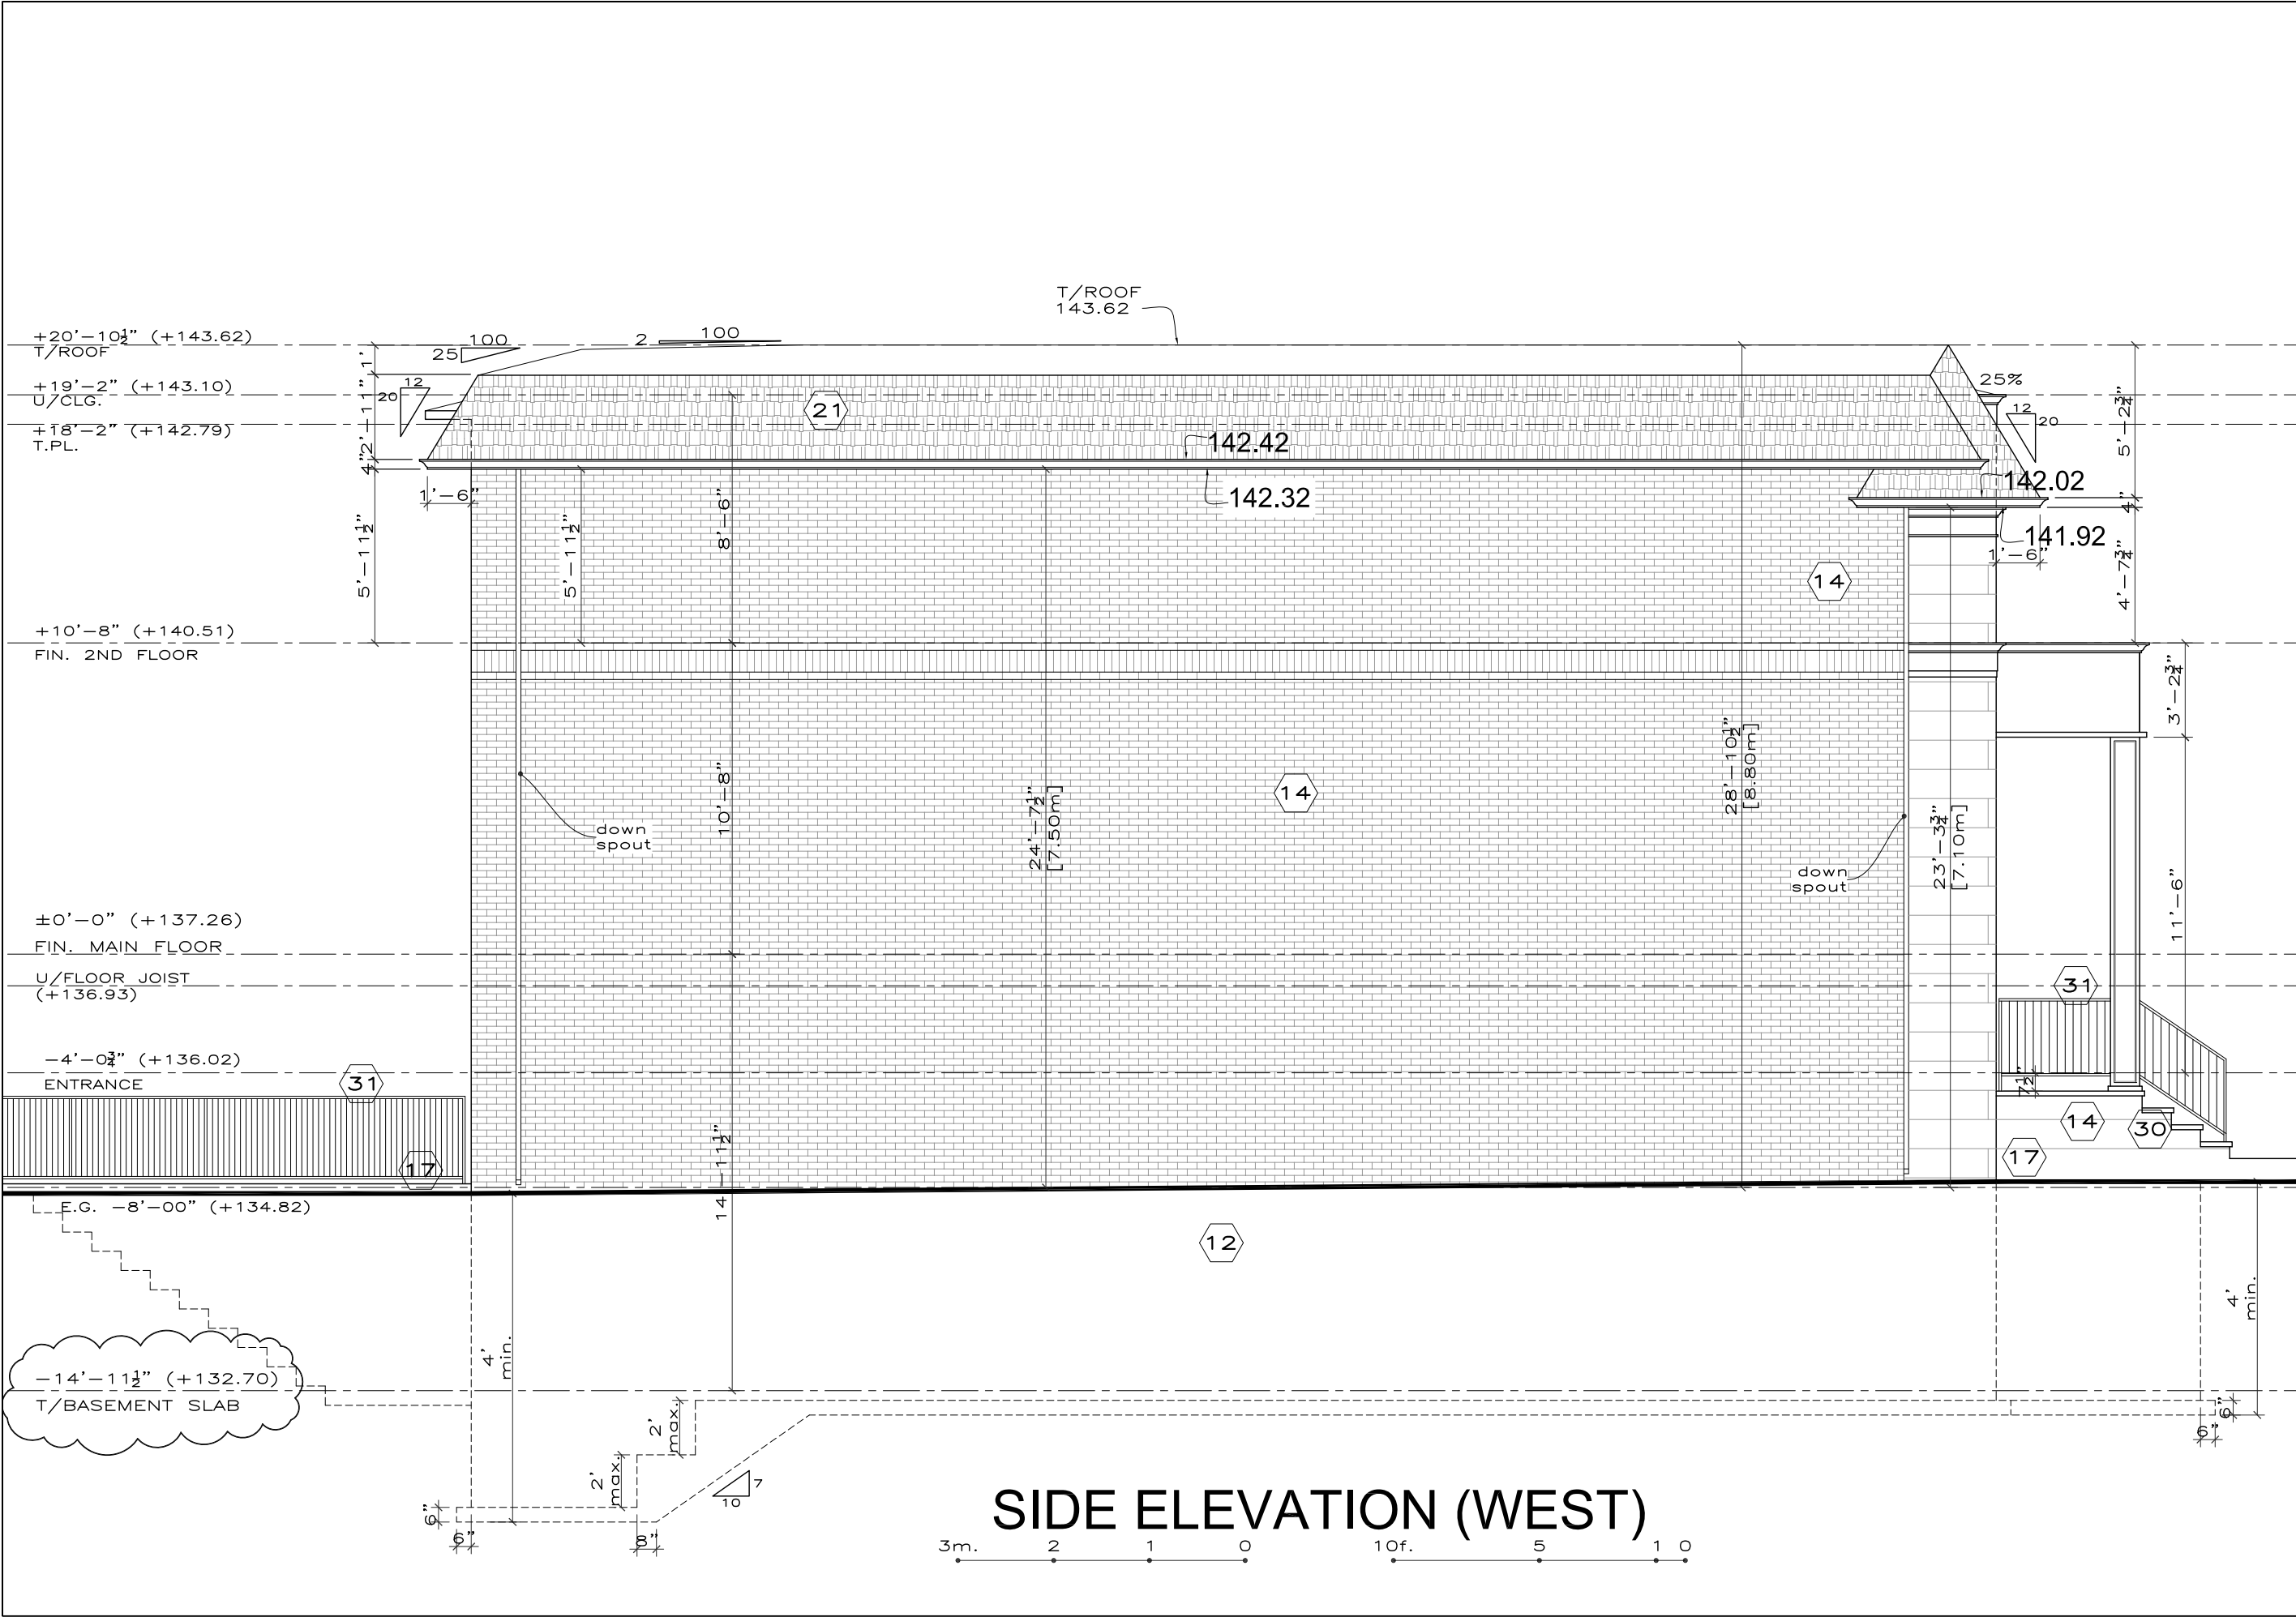 T/ROOF
143.62
+20'-10½" (+143.62)
T/ROOF
+19'-2" (+143.10)
U/CLG.
+18'-2" (+142.79)
T.PL.
1'
2'-11"
4"
5'-11½"
25
100
2
100
12
20
1'-6"
21
142.42
142.32
25%
12
20
142.02
141.92
1'-6"
5'-2¾"
4"
4'-7¾"
5'-11½"
8'-6"
14
+10'-8" (+140.51)
FIN. 2ND FLOOR
3'-2¾"
10'-8"
down
spout
24'-7½"
[7.50m]
14
28'-10½"
[8.80m]
down
spout
23'-3¾"
[7.10m]
11'-6"
±0'-0" (+137.26)
FIN. MAIN FLOOR
U/FLOOR JOIST
(+136.93)
-4'-0¾" (+136.02)
ENTRANCE
31
17
31
7½"
14
30
17
14'-11½"
E.G. -8'-00" (+134.82)
12
4'
min.
4'
min.
-14'-11½" (+132.70)
T/BASEMENT SLAB
2'
max.
2'
max.
6"
6"
8"
10
7
6"
6"
SIDE ELEVATION (WEST)
3m. 2 1 0
10f. 5 1 0